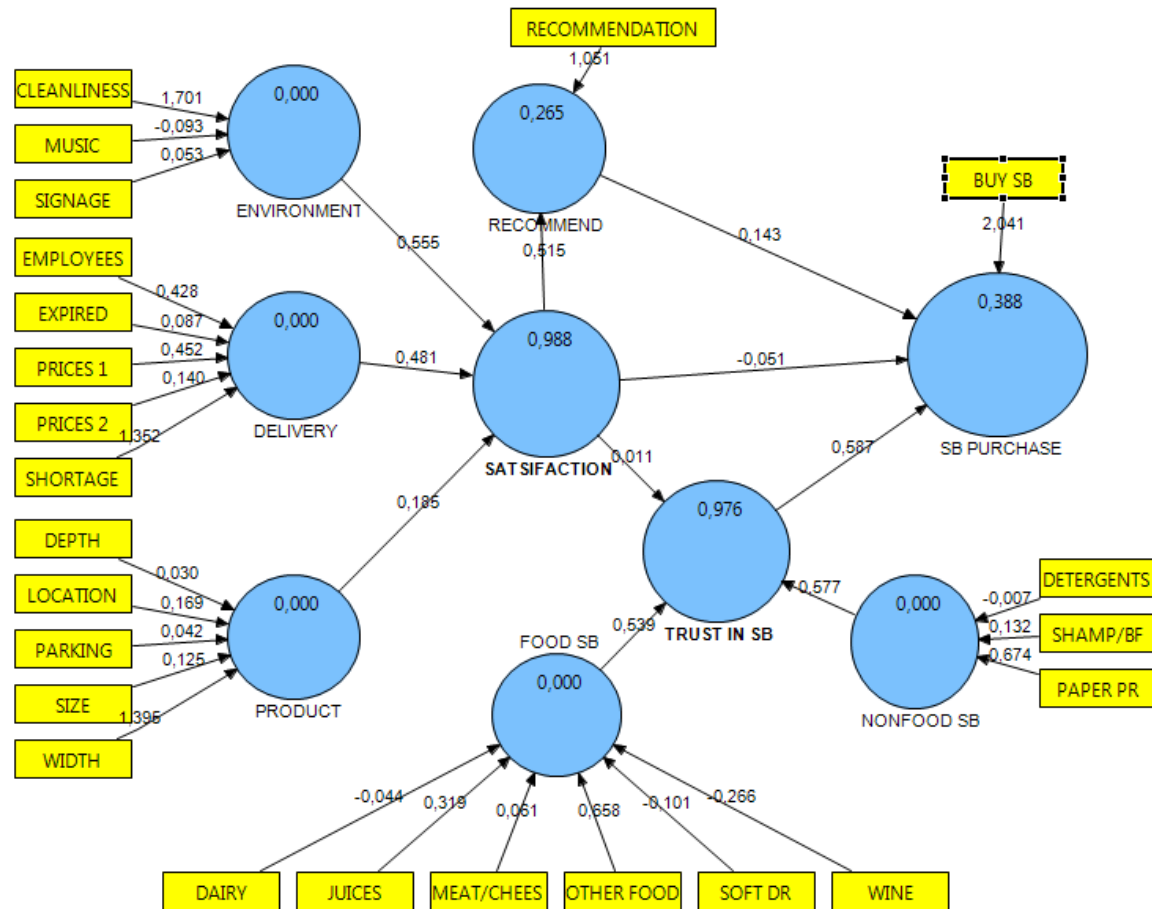 RECOMMENDATION
1,051
CLEANLINESS
1,701
0,000
0,265
MUSIC
-0,093
0,053
SIGNAGE
ENVIRONMENT
RECOMMEND
BUY SB
2,041
0,555
0,515
0,143
EMPLOYEES
0,428
EXPIRED
0,087
0,000
0,388
PRICES 1
0,452
0,140
PRICES 2
1,352
SHORTAGE
DELIVERY
0,481
0,988
-0,051
SATSIFACTION
SB PURCHASE
0,011
0,587
0,185
DEPTH
0,030
LOCATION
0,169
0,000
PARKING
0,042
0,125
SIZE
1,395
WIDTH
PRODUCT
0,976
TRUST IN SB
0,577
0,539
FOOD SB
0,000
0,000
DETERGENTS
-0,007
0,132
SHAMP/BF
0,674
PAPER PR
NONFOOD SB
-0,044
0,319
0,061
0,658
-0,101
-0,266
DAIRY
JUICES
MEAT/CHEES
OTHER FOOD
SOFT DR
WINE